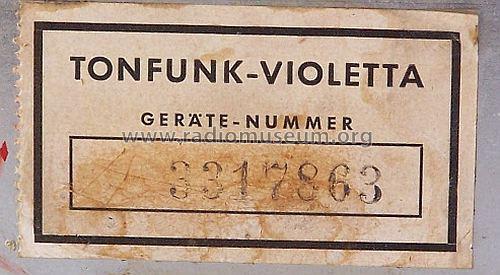 TONFUNK-VIOLETTA
GERÄTE-NUMMER
www.radiomuseum.org
3317863